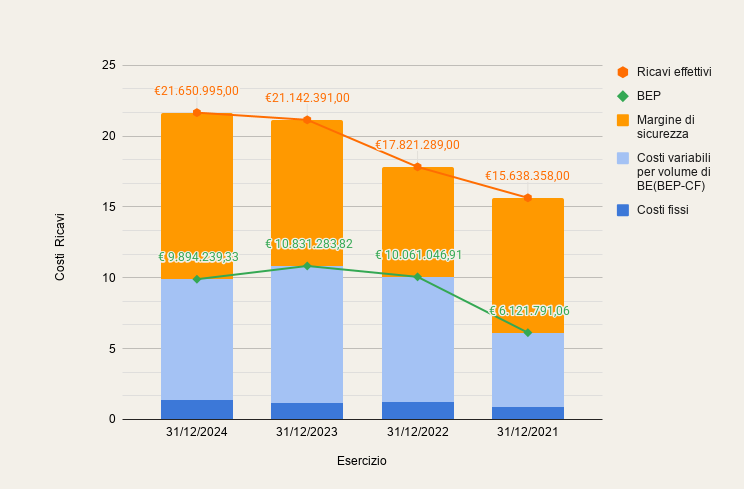 25
20
15
10
5
0
Costi Ricavi
€21.650.995,00
€21.142.391,00
€17.821.289,00
€15.638.358,00
€ 9.894.239,33
€ 10.831.283,82
€ 10.061.046,91
€ 6.121.791,06
31/12/2024
31/12/2023
31/12/2022
31/12/2021
Esercizio
Ricavi effettivi
BEP
Margine di
sicurezza
Costi variabili
per volume di
BE(BEP-CF)
Costi fissi